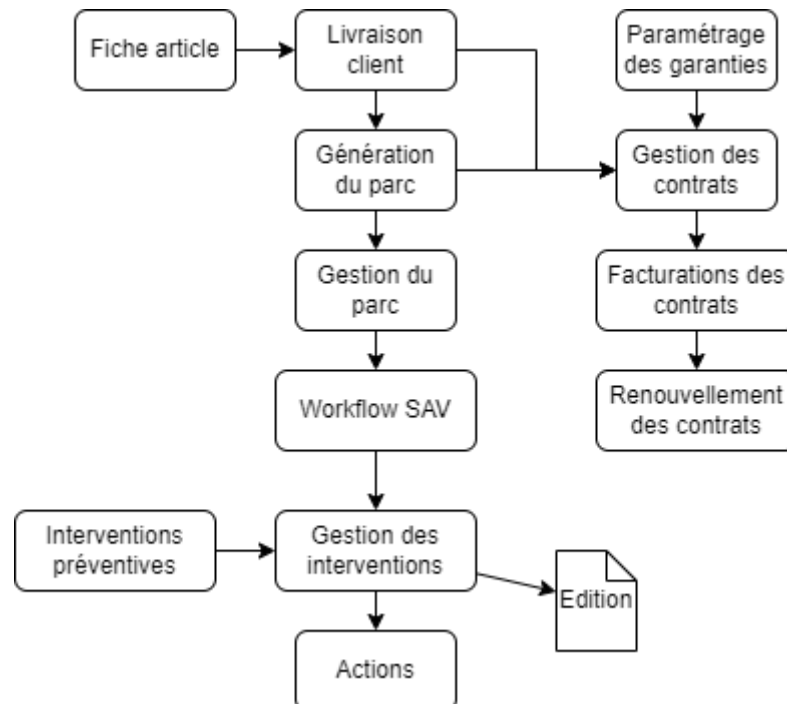 Fiche article
Livraison
client
Paramétrage
des garanties
Génération
du parc
Gestion des
contrats
Gestion du
parc
Facturations des
contrats
Workflow SAV
Renouvellement
des contrats
Interventions
préventives
Gestion des
interventions
Edition
Actions